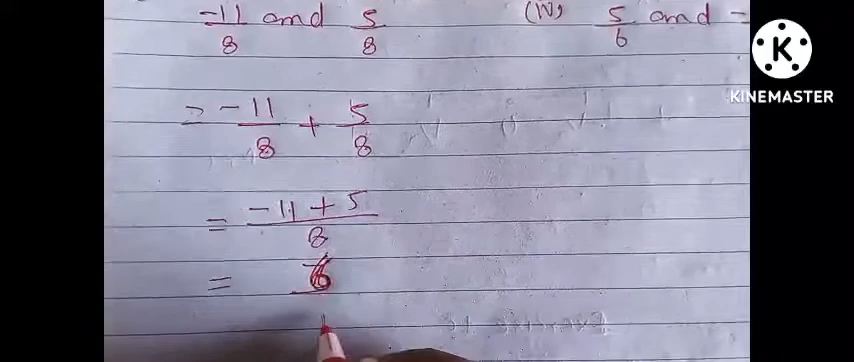 -11/8 and 5/8 (iv) 5/6 and -
KINEMASTER
= -11/8 + 5/8
= -11+5/8
= 6